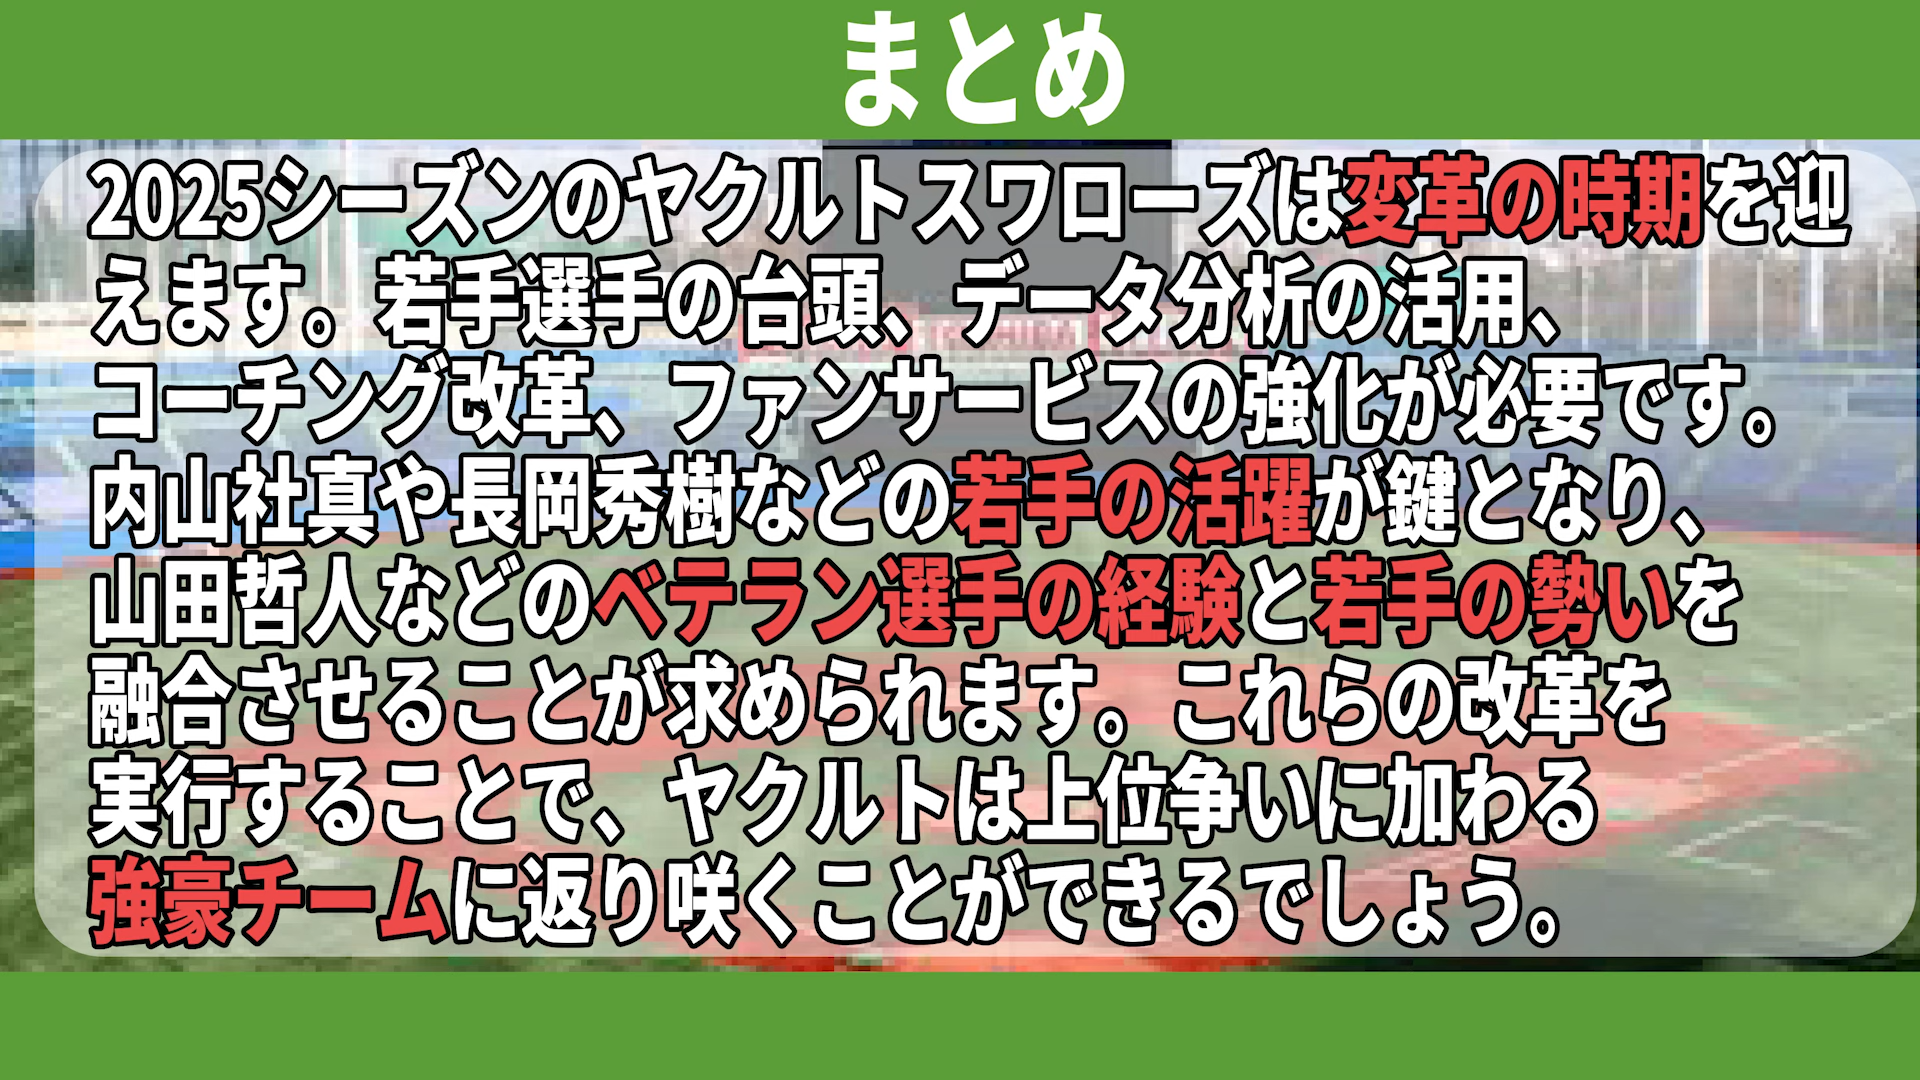 まとめ
2025シーズンのヤクルトスワローズは変革の時期を迎
えます。若手選手の台頭、データ分析の活用、
コーチング改革、ファンサービスの強化が必要です。
内山社真や長岡秀樹などの若手の活躍が鍵となり、
山田哲人などのベテラン選手の経験と若手の勢いを
融合させることが求められます。これらの改革を
実行することで、ヤクルトは上位争いに加わる
強豪チームに返り咲くことができるでしょう。